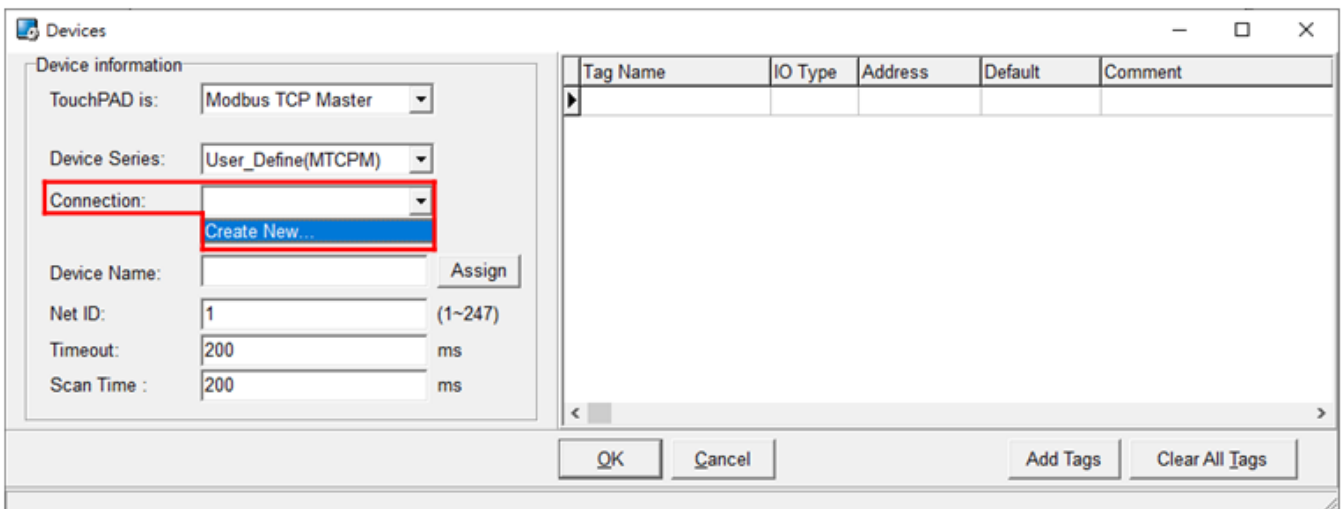 Devices
Device information
TouchPAD is: Modbus TCP Master
Device Series: User_Define(MTCPM)
Connection:
Create New...
Device Name: Assign
Net ID: 1 (1~247)
Timeout: 200 ms
Scan Time : 200 ms
Tag Name IO Type Address Default Comment
OK Cancel Add Tags Clear All Tags